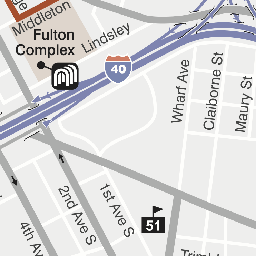 Middleton
Fulton
Complex
Lindsley
40
Wharf Ave
Claiborne St
Maury St
1st Ave S
2nd Ave S
4th Ave
51